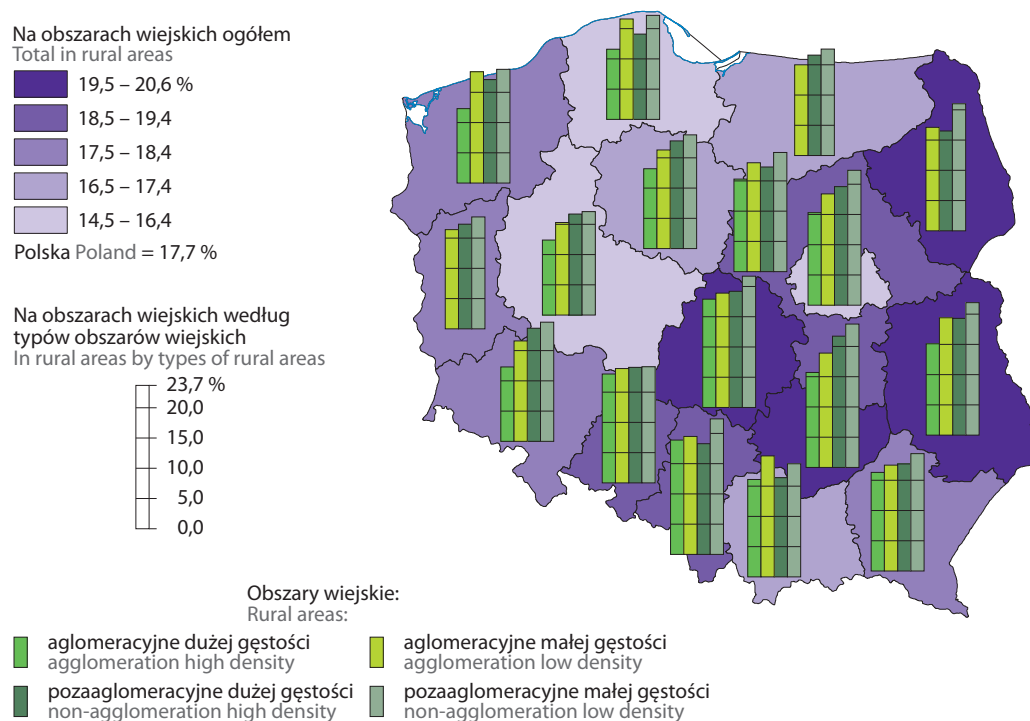 Na obszarach wiejskich ogółem
Total in rural areas
19,5 – 20,6 %
18,5 – 19,4
17,5 – 18,4
16,5 – 17,4
14,5 – 16,4
Polska Poland = 17,7 %
Na obszarach wiejskich według
typów obszarów wiejskich
In rural areas by types of rural areas
23,7 %
20,0
15,0
10,0
5,0
0,0
Obszary wiejskie:
Rural areas:
aglomeracyjne dużej gęstości
agglomeration high density
aglomeracyjne małej gęstości
agglomeration low density
pozaaglomeracyjne dużej gęstości
non-agglomeration high density
pozaaglomeracyjne małej gęstości
non-agglomeration low density